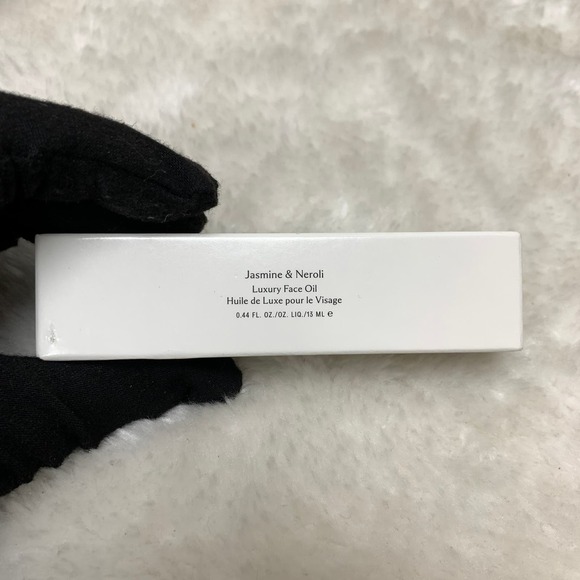 Jasmine & Neroli
Luxury Face Oil
Huile de Luxe pour le Visage
0.44 FL. OZ./OZ. LIQ./13 ML ℮